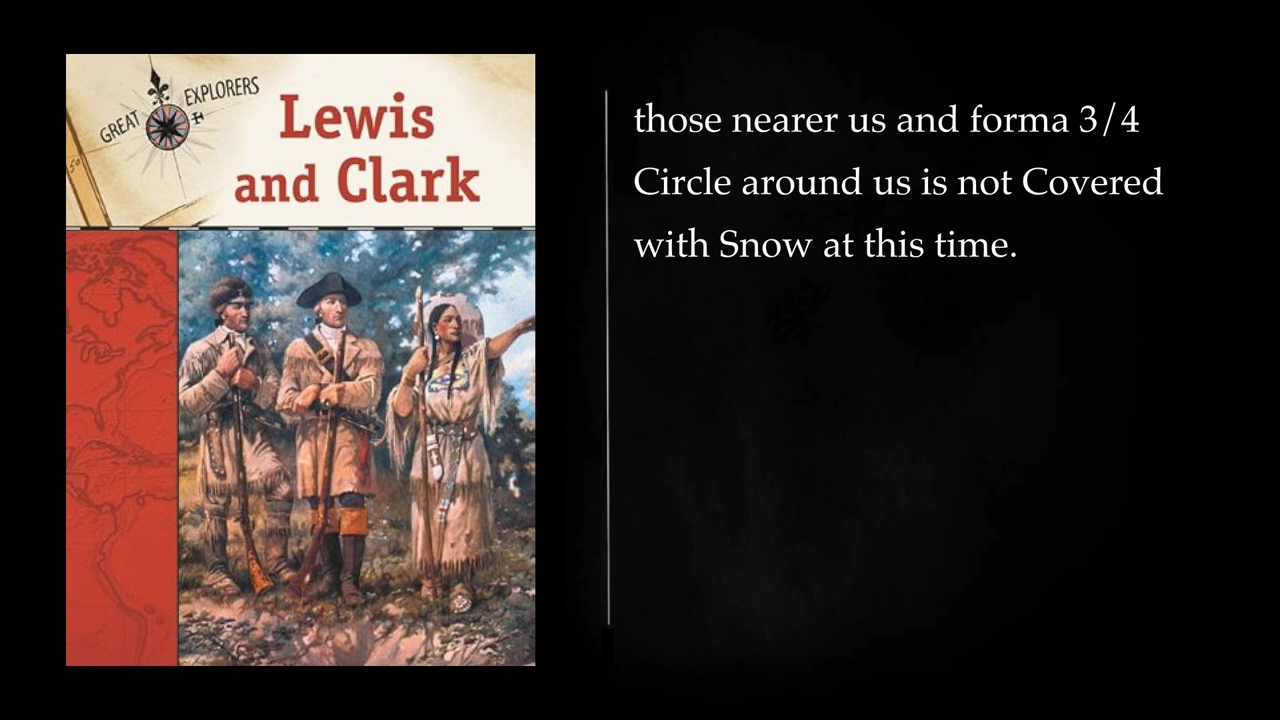 GREAT EXPLORERS
Lewis
and Clark
those nearer us and forma 3/4
Circle around us is not Covered
with Snow at this time.